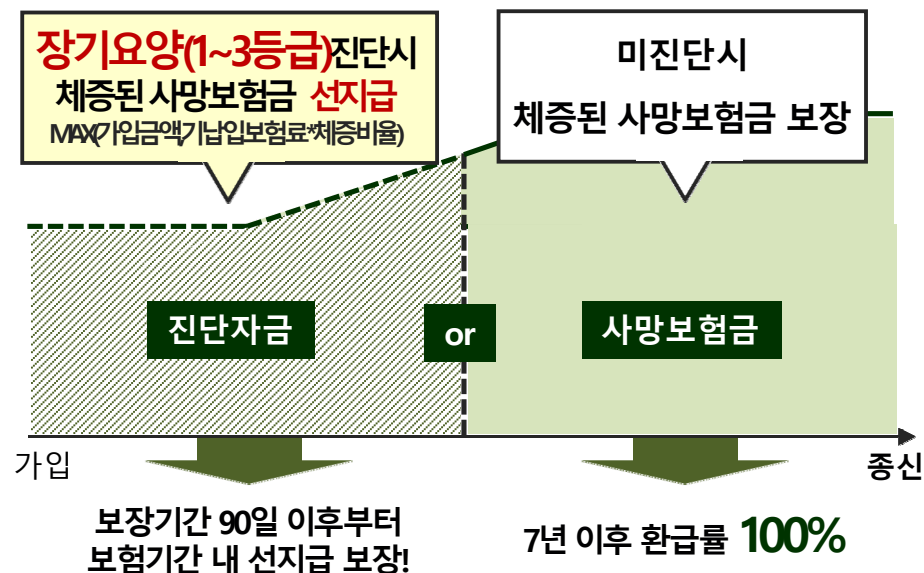 장기요양(1~3등급)진단시
체증된 사망보험금 선지급
MAX(가입금액,기납입보험료*체증비율)
미진단시
체증된 사망보험금 보장
진단자금
or
사망보험금
가입
종신
보장기간 90일 이후부터
보험기간 내 선지급 보장!
7년 이후 환급률 100%